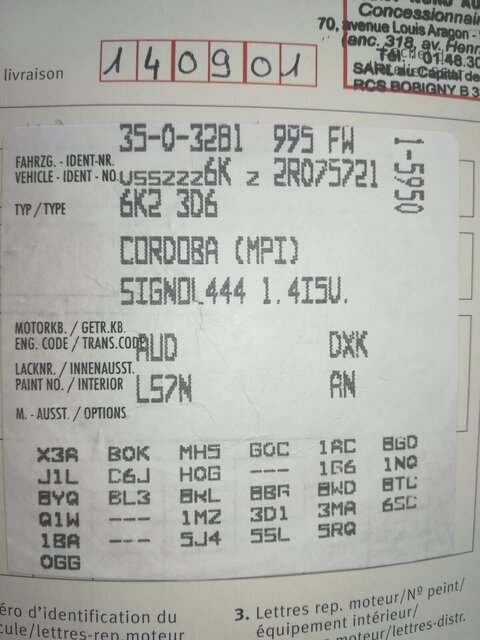 Concessionnai
70, avenue Louis Aragon -
(anc. 318, av. Henr
Tél. 01.48.30
SARL au Capital de
RCS BOBIGNY B 3
livraison 140901
35-0-3281 995 FW
1-5950
FAHRZG. - IDENT-NR.
VEHICLE - IDENT - NO. VSSZZZ6K Z 2R075721
TYP / TYPE 6K2 3D6
CORDOBA (MPI)
SIGNOL444 1.4I5V.
MOTORKB. / GETR.KB.
ENG. CODE / TRANS.CODE AUD DXK
LACKNR. / INNENAUSST.
PAINT NO. / INTERIOR LS7N AN
M. - AUSST. / OPTIONS
X3A B0K MH5 G0C 1AC 8GD
J1L C6J H0G --- 1G6 1NQ
8YQ 8L3 8RL 8BG 8WD 8TC
Q1W --- 1MZ 3D1 3MA 6SC
1BA --- 5J4 5SL 5RQ
0GG
éro d'identification du
cule/lettres-rep.moteur
3. Lettres rep. moteur/Nº peint/
équipement intérieur/
moteur/lettres-distr.